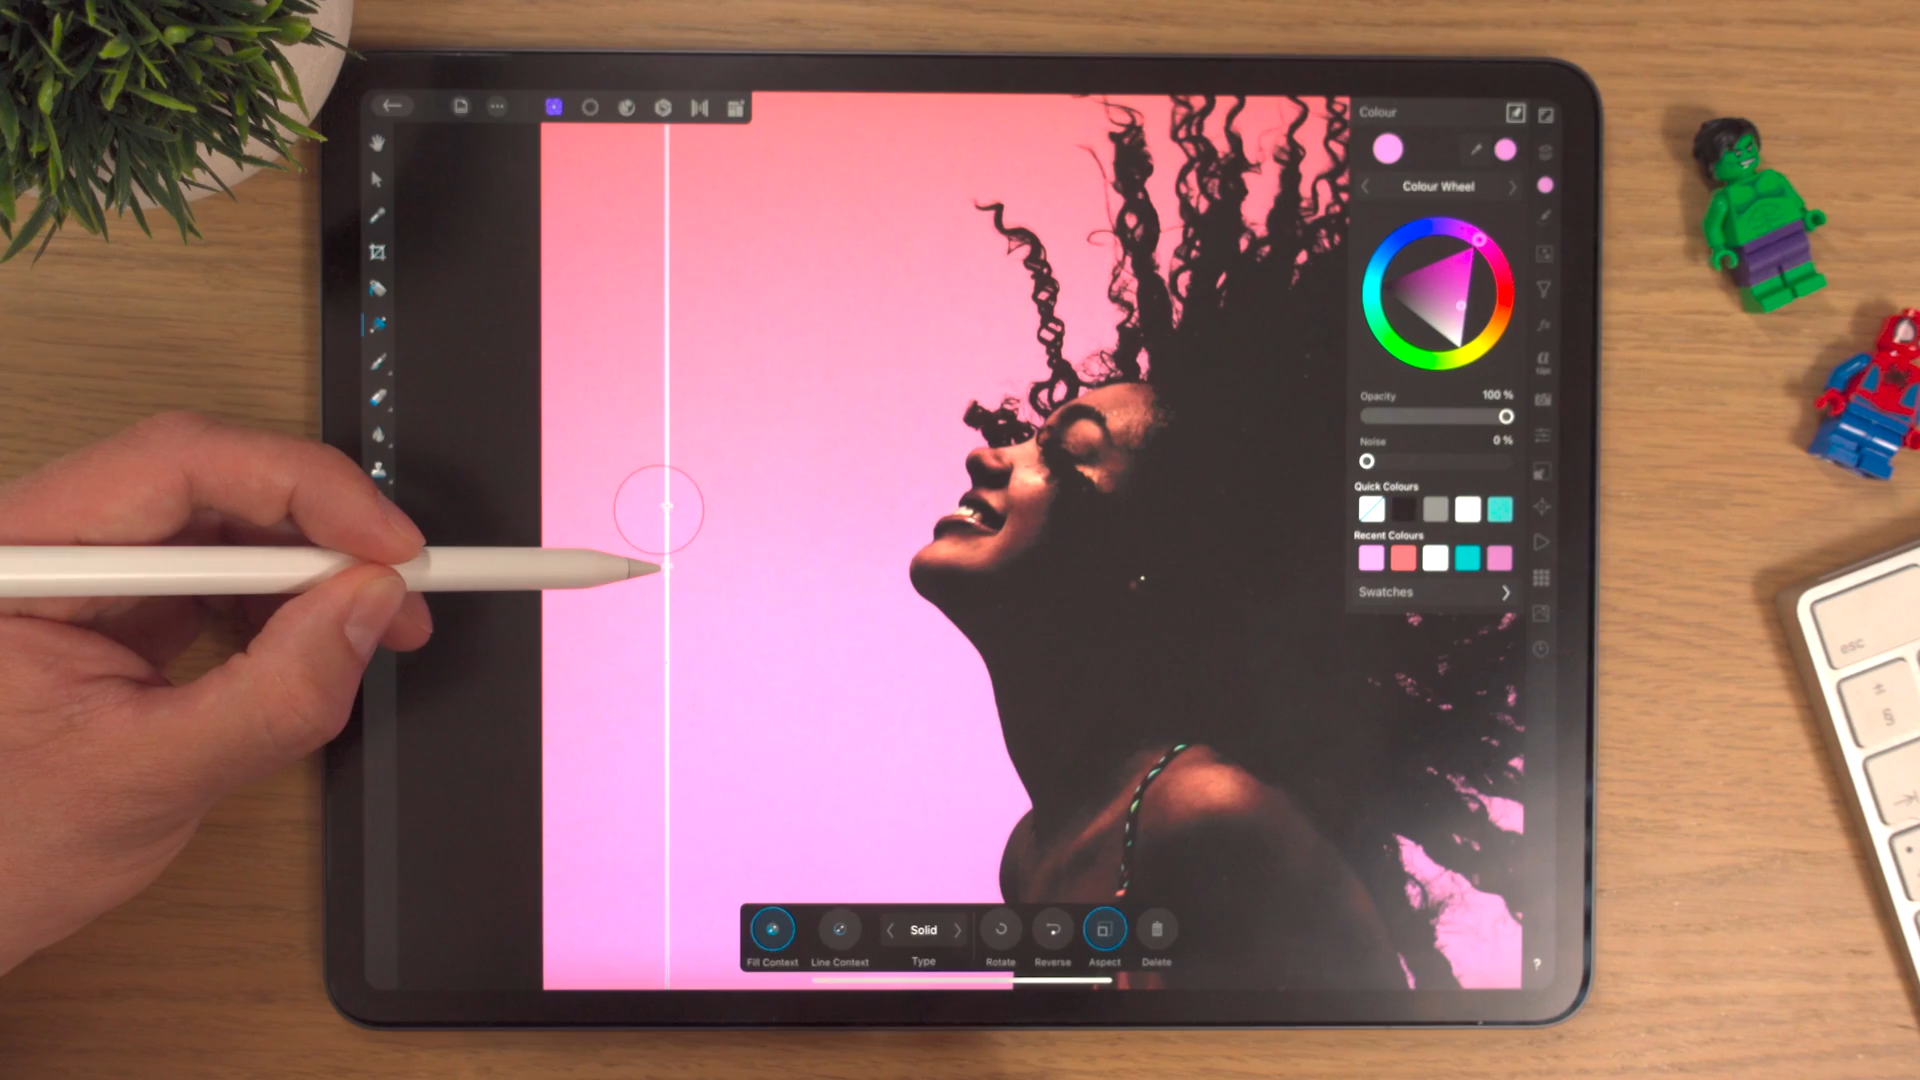 Colour
Colour Wheel
Opacity 100 %
Noise 0 %
Quick Colours
Recent Colours
Swatches
Solid
Fill Context Line Context Type Rotate Reverse Aspect Delete
?
esc
±
§